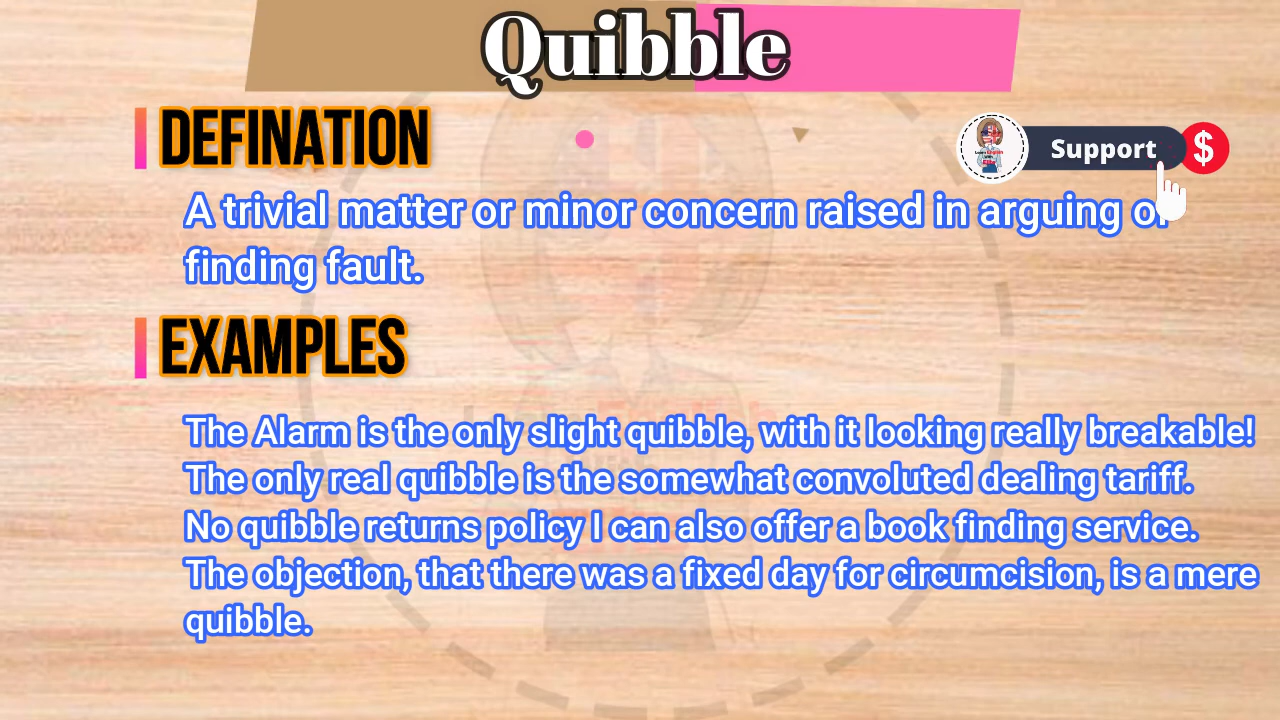 Quibble
DEFINATION
Support $
A trivial matter or minor concern raised in arguing or
finding fault.
EXAMPLES
The Alarm is the only slight quibble, with it looking really breakable!
The only real quibble is the somewhat convoluted dealing tariff.
No quibble returns policy I can also offer a book finding service.
The objection, that there was a fixed day for circumcision, is a mere
quibble.